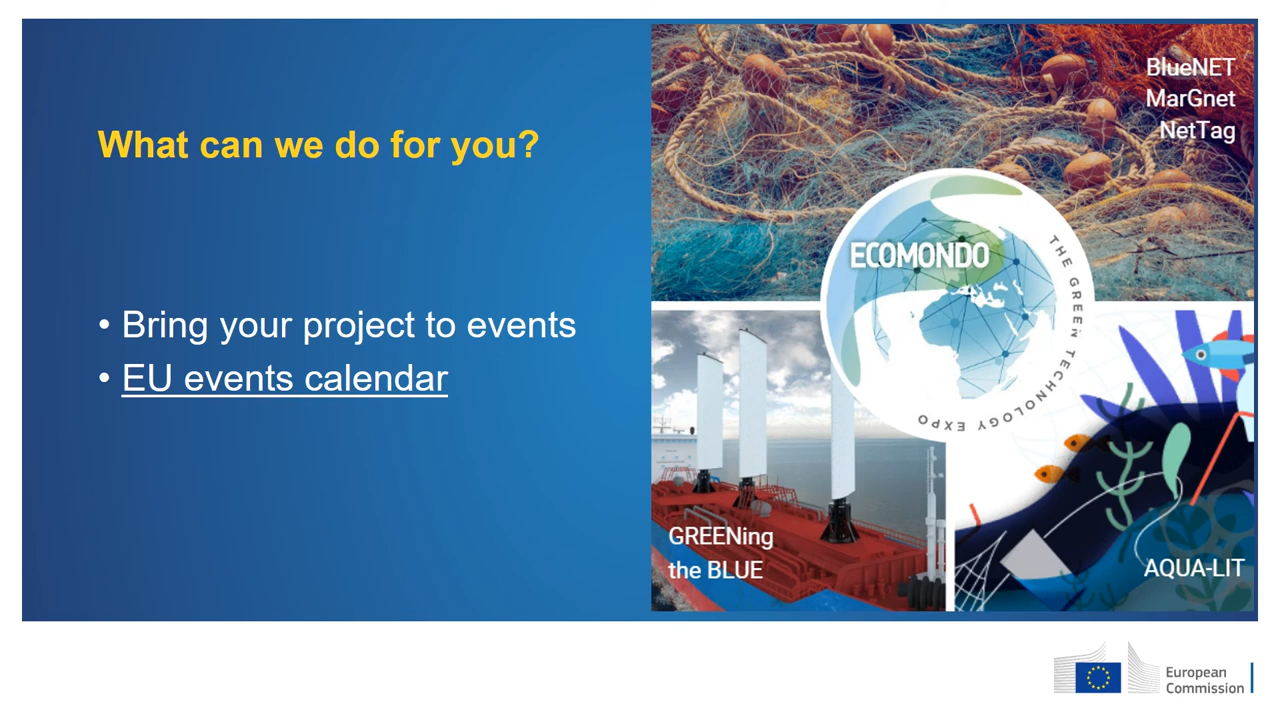 What can we do for you?
• Bring your project to events
• EU events calendar
BlueNET
MarGnet
NetTag
ECOMONDO
THE GREEN TECHNOLOGY EXPO
GREENing
the BLUE
AQUA-LIT
European
Commission